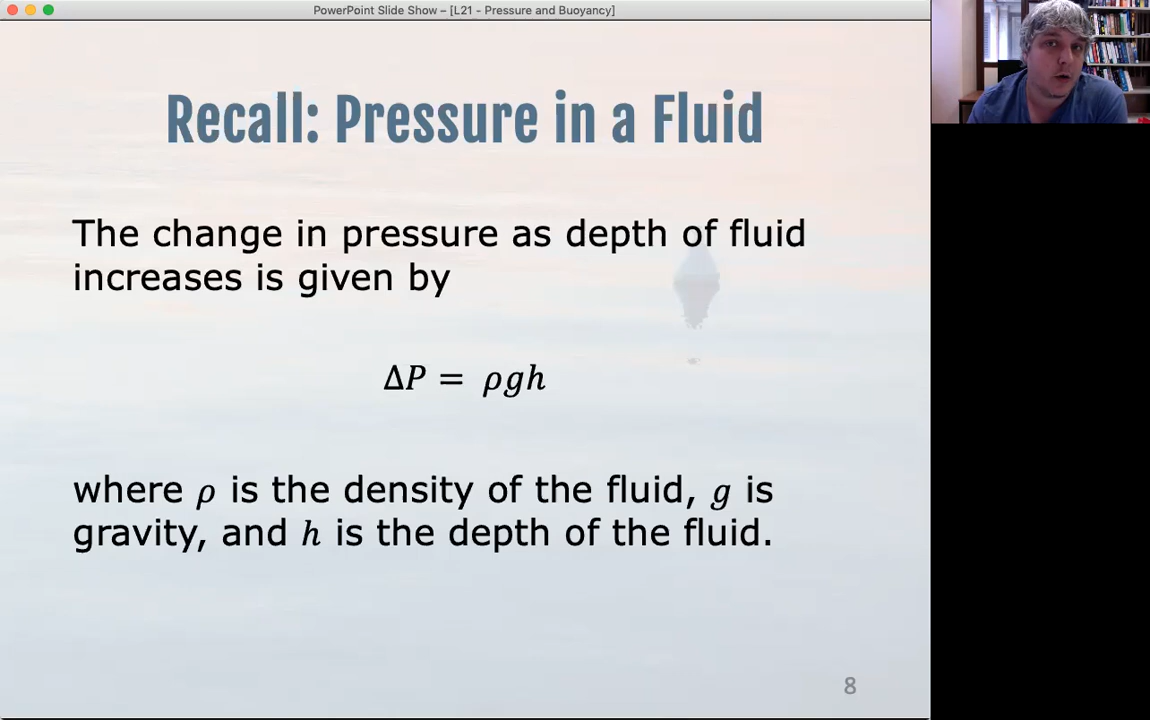 PowerPoint Slide Show – [L21 - Pressure and Buoyancy]
Recall: Pressure in a Fluid
The change in pressure as depth of fluid
increases is given by
ΔP = ρgh
where ρ is the density of the fluid, g is
gravity, and h is the depth of the fluid.
8